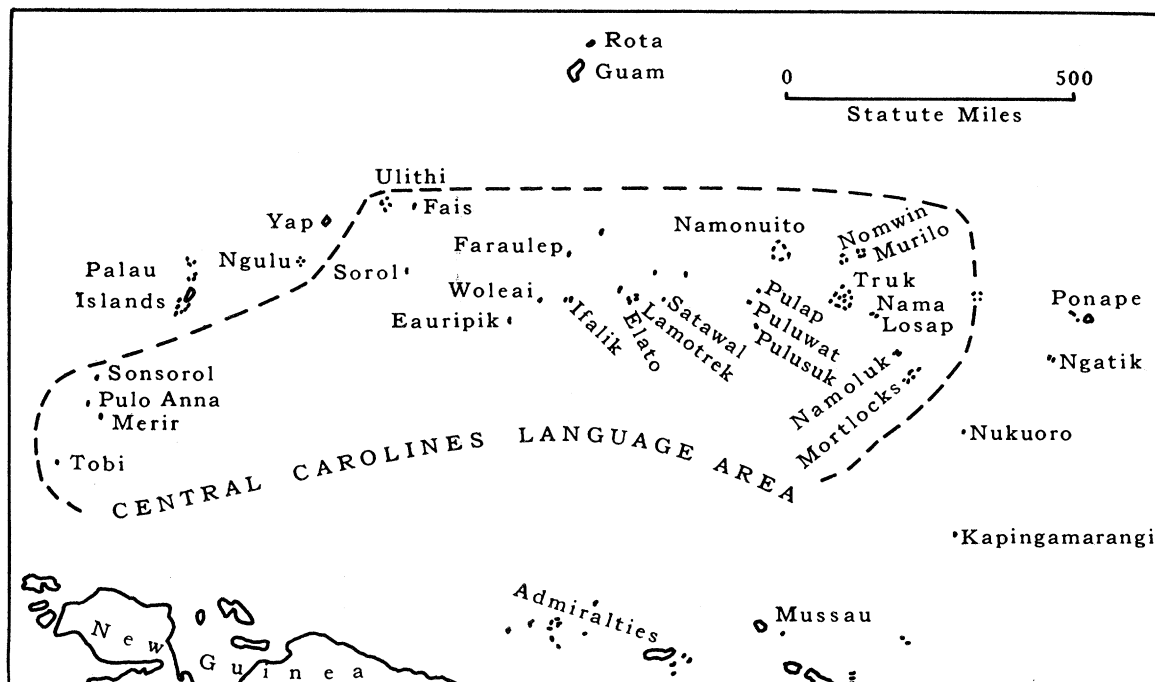 Rota
Guam
0 500
Statute Miles
Ulithi
Fais
Yap
Namonuito
Nomwin
Murilo
Faraulep
Ngulu
Sorol
Palau
Islands
Truk
Woleai
Ifalik
Elato
Lamotrek
Satawal
Pulap
Puluwat
Pulusuk
Nama
Losap
Ponape
Eauripik
Ngatik
Namoluk
Mortlocks
Sonsorol
Pulo Anna
Merir
Nukuoro
Tobi
CENTRAL CAROLINES LANGUAGE AREA
Kapingamarangi
Admiralties
Mussau
New
Guinea